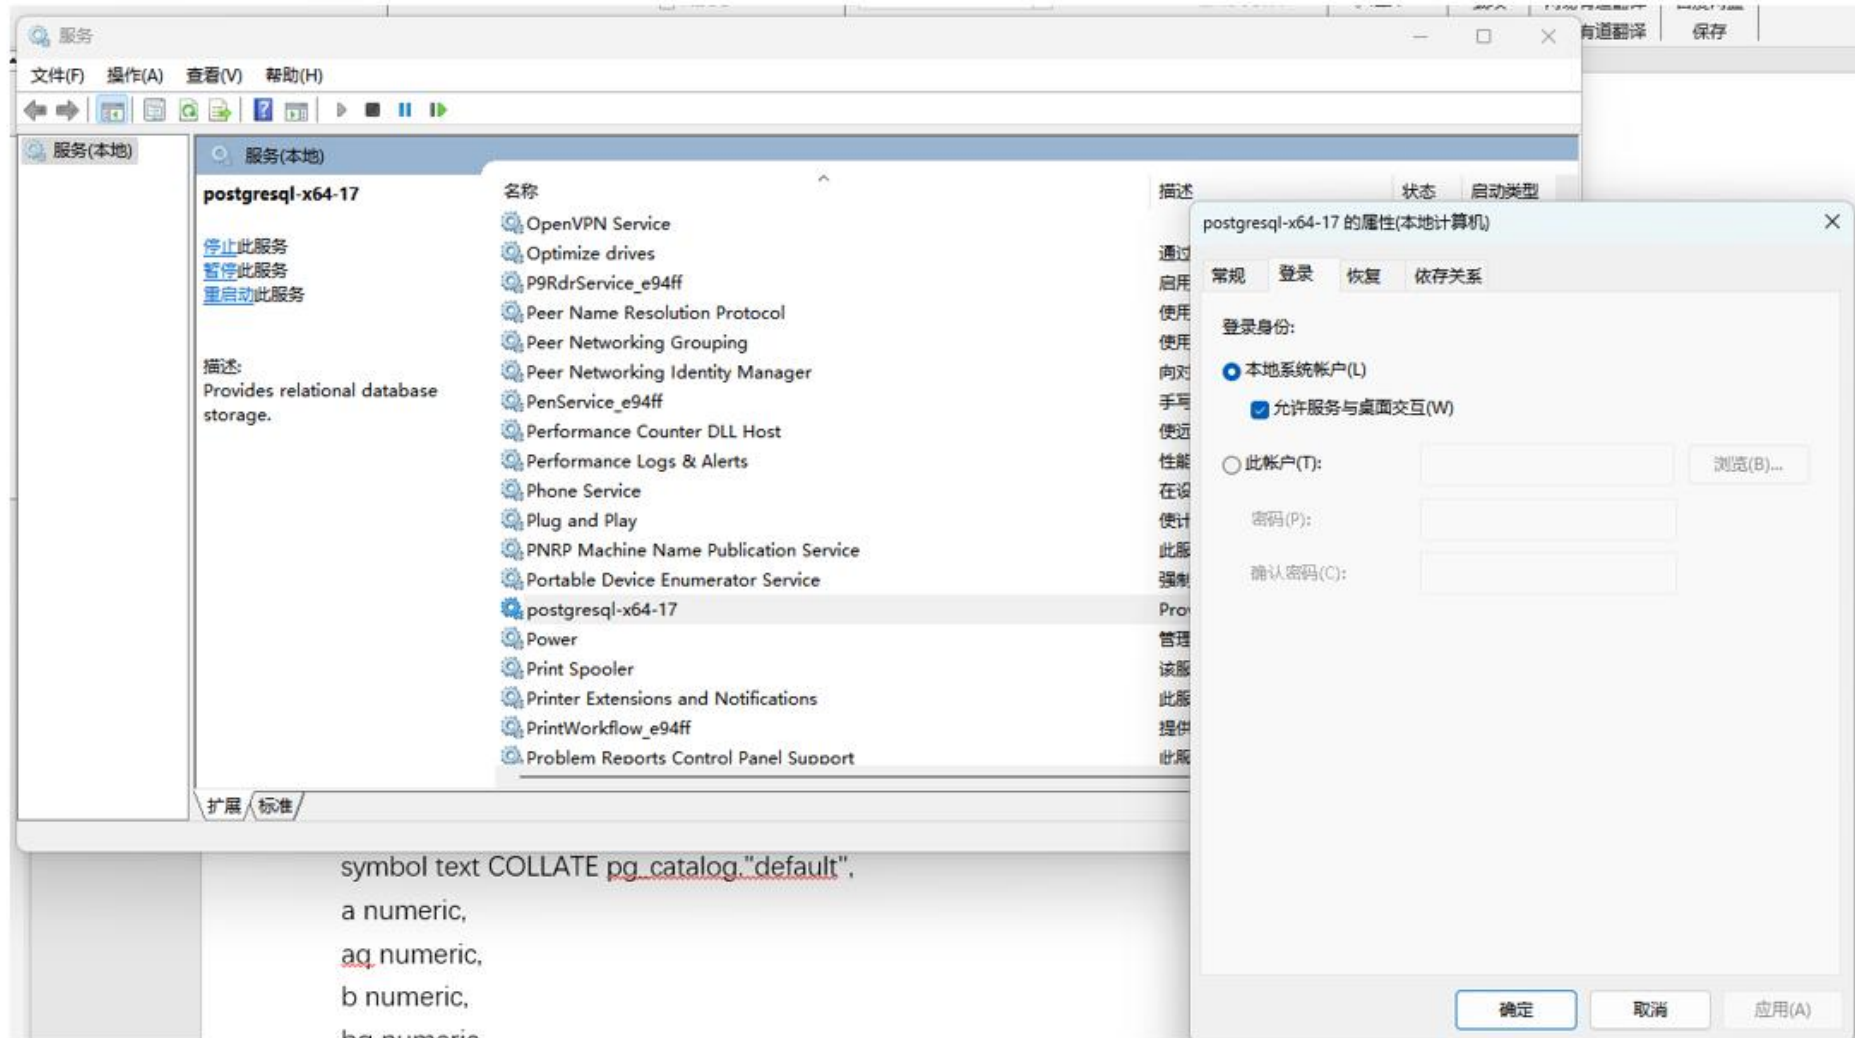 有道翻译
保存
服务
文件(F) 操作(A) 查看(V) 帮助(H)
服务(本地)
服务(本地)
postgresql-x64-17
停止此服务
暂停此服务
重启动此服务
描述:
Provides relational database
storage.
名称 描述 状态 启动类型
OpenVPN Service
Optimize drives 通过
P9RdrService_e94ff 启用
Peer Name Resolution Protocol 使用
Peer Networking Grouping 使用
Peer Networking Identity Manager 向对
PenService_e94ff 手写
Performance Counter DLL Host 使远
Performance Logs & Alerts 性能
Phone Service 在设
Plug and Play 使计
PNRP Machine Name Publication Service 此服
Portable Device Enumerator Service 强制
postgresql-x64-17 Pro
Power 管理
Print Spooler 该服
Printer Extensions and Notifications 此服
PrintWorkflow_e94ff 提供
Problem Reports Control Panel Support 此服
扩展 标准
postgresql-x64-17 的属性(本地计算机)
常规 登录 恢复 依存关系
登录身份:
本地系统帐户(L)
允许服务与桌面交互(W)
此帐户(T):
浏览(B)...
密码(P):
确认密码(C):
确定 取消 应用(A)
symbol text COLLATE pg_catalog."default",
a numeric,
aq numeric,
b numeric,